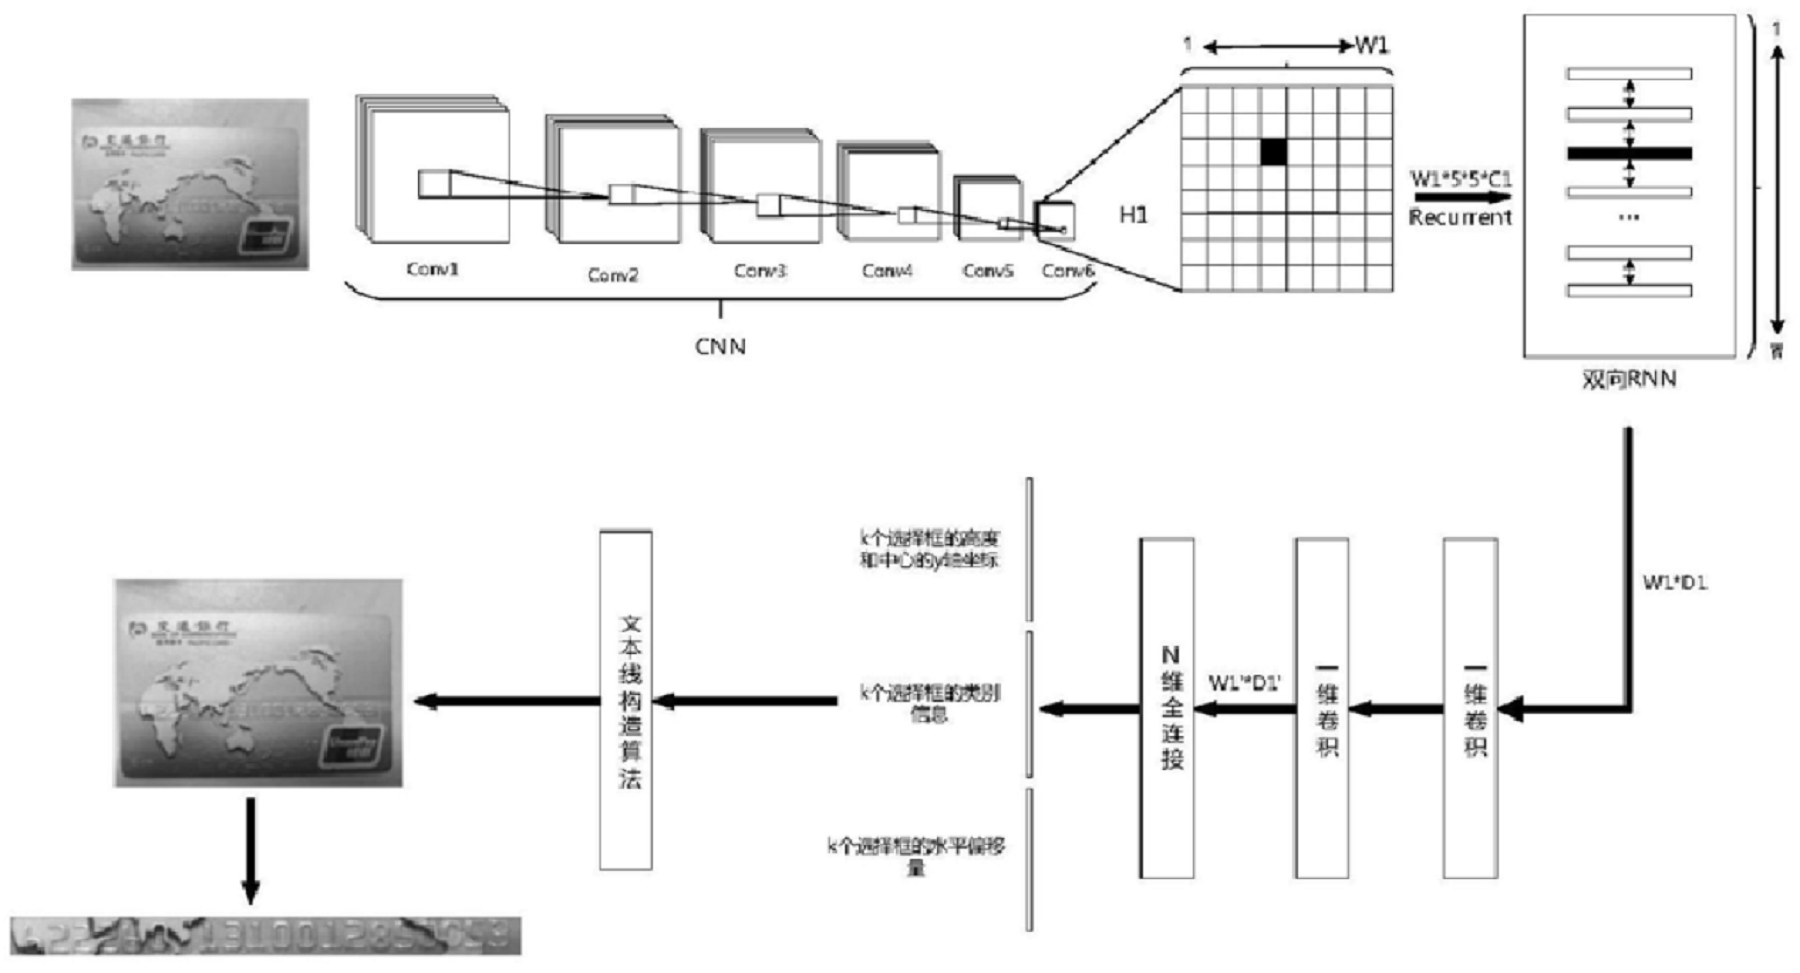 1
W1
1
交通银行
H1
W1*5*5*C1
Recurrent
...
Conv1
Conv2
Conv3
Conv4
Conv5
Conv6
CNN
W
双向RNN
k个选择框的高度
和中心的y轴坐标
W1*D1
文本线构造算法
N维全连接
一维卷积
一维卷积
W1'*D1'
k个选择框的类别
信息
交通银行
k个选择框的水平偏移
量